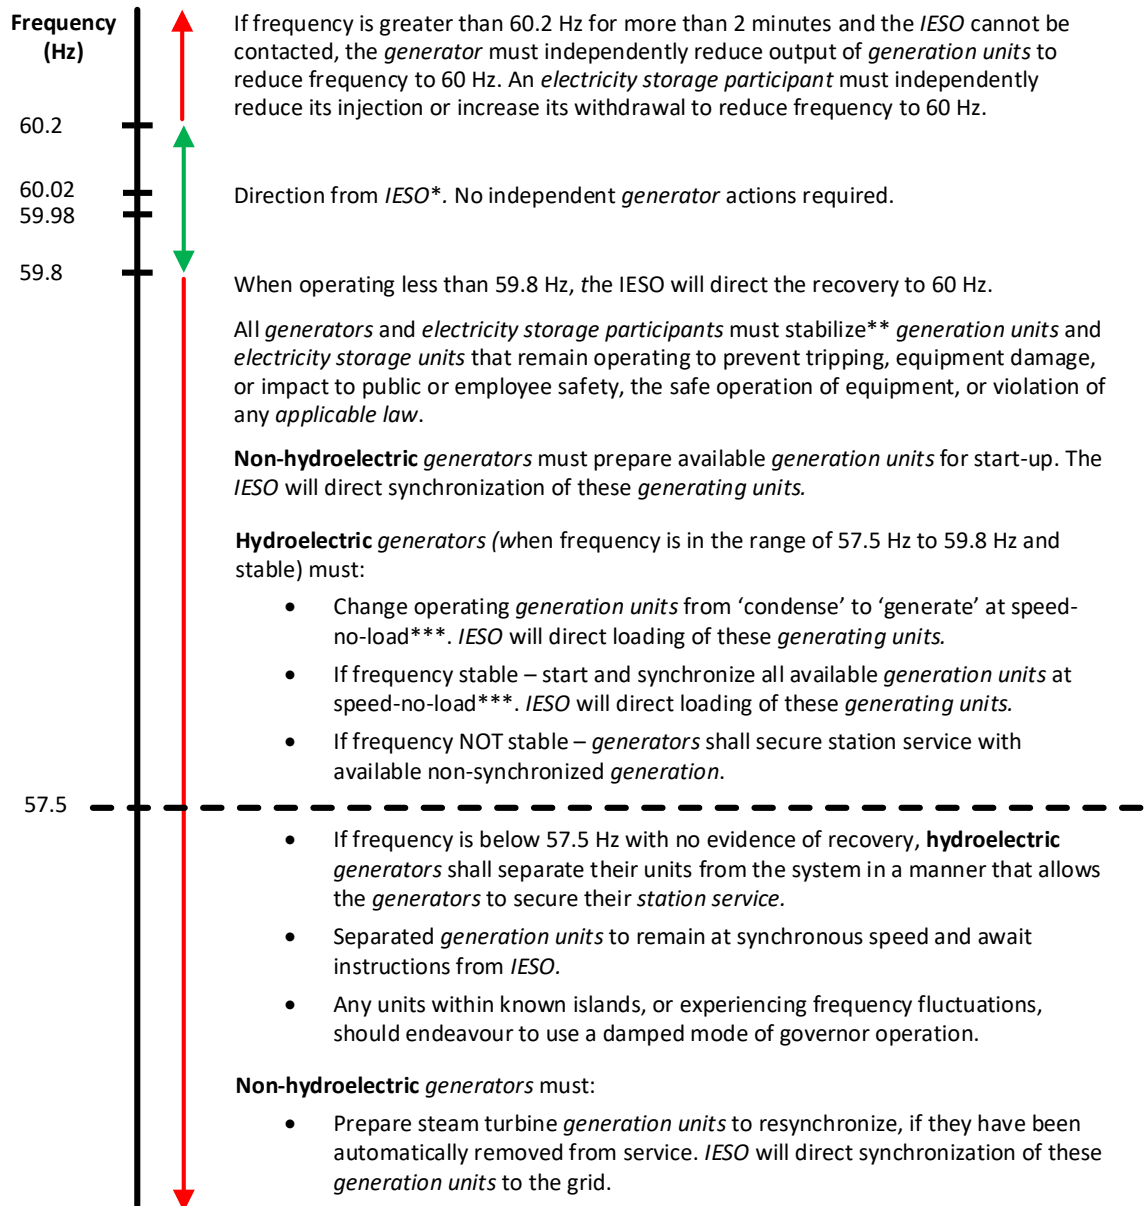 Frequency
(Hz)
If frequency is greater than 60.2 Hz for more than 2 minutes and the IESO cannot be
contacted, the generator must independently reduce output of generation units to
reduce frequency to 60 Hz. An electricity storage participant must independently
reduce its injection or increase its withdrawal to reduce frequency to 60 Hz.
60.2
60.02
59.98
Direction from IESO*. No independent generator actions required.
59.8
When operating less than 59.8 Hz, the IESO will direct the recovery to 60 Hz.
All generators and electricity storage participants must stabilize** generation units and
electricity storage units that remain operating to prevent tripping, equipment damage,
or impact to public or employee safety, the safe operation of equipment, or violation of
any applicable law.
Non-hydroelectric generators must prepare available generation units for start-up. The
IESO will direct synchronization of these generating units.
Hydroelectric generators (when frequency is in the range of 57.5 Hz to 59.8 Hz and
stable) must:
• Change operating generation units from ‘condense’ to ‘generate’ at speed-
no-load***. IESO will direct loading of these generating units.
• If frequency stable – start and synchronize all available generation units at
speed-no-load***. IESO will direct loading of these generating units.
• If frequency NOT stable – generators shall secure station service with
available non-synchronized generation.
57.5
• If frequency is below 57.5 Hz with no evidence of recovery, hydroelectric
generators shall separate their units from the system in a manner that allows
the generators to secure their station service.
• Separated generation units to remain at synchronous speed and await
instructions from IESO.
• Any units within known islands, or experiencing frequency fluctuations,
should endeavour to use a damped mode of governor operation.
Non-hydroelectric generators must:
• Prepare steam turbine generation units to resynchronize, if they have been
automatically removed from service. IESO will direct synchronization of these
generation units to the grid.